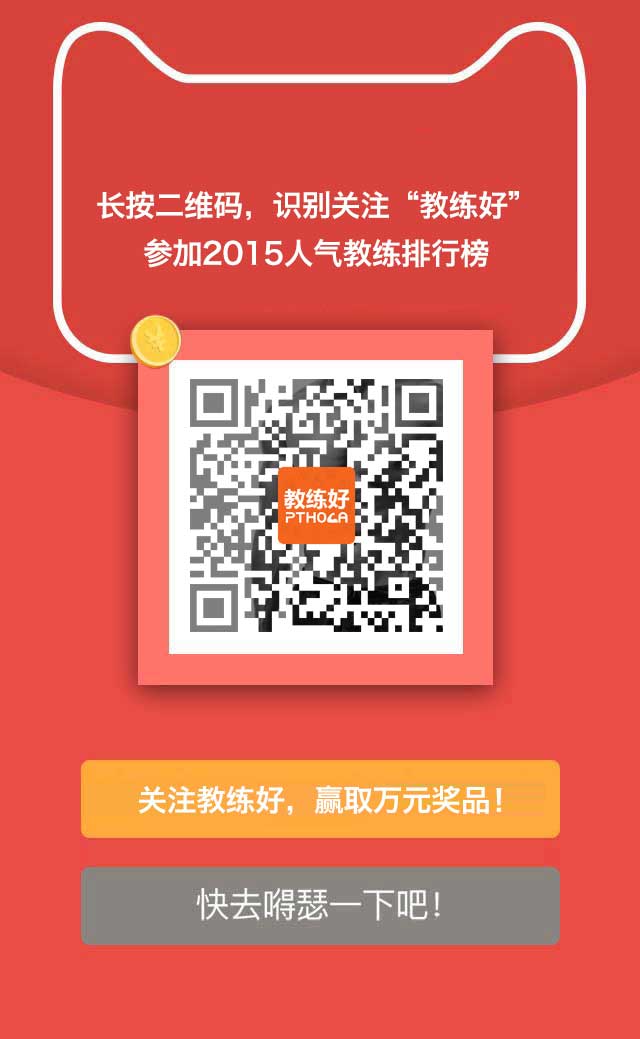 长按二维码，识别关注“教练好”
参加2015人气教练排行榜
教练好
PTHOLA
关注教练好，赢取万元奖品！
快去嘚瑟一下吧！